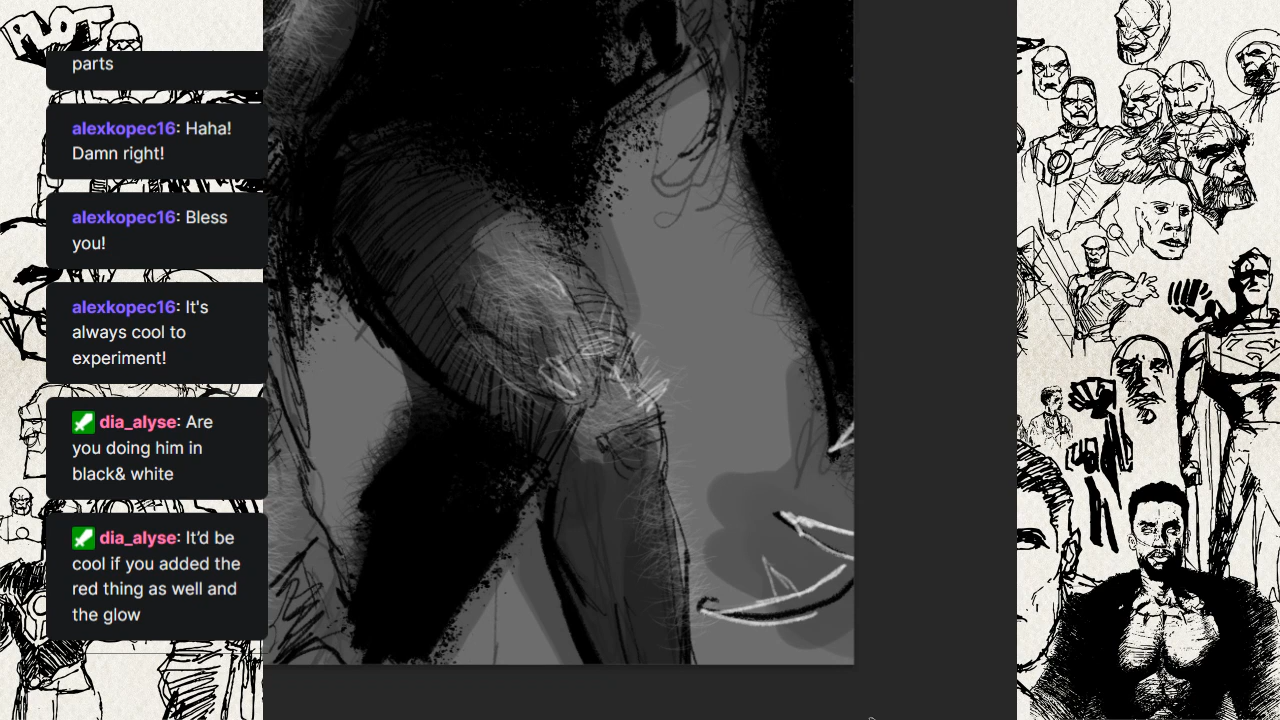 PLOT
parts
alexkopec16: Haha!
Damn right!
alexkopec16: Bless
you!
alexkopec16: It's
always cool to
experiment!
dia_alyse: Are
you doing him in
black& white
dia_alyse: It'd be
cool if you added the
red thing as well and
the glow